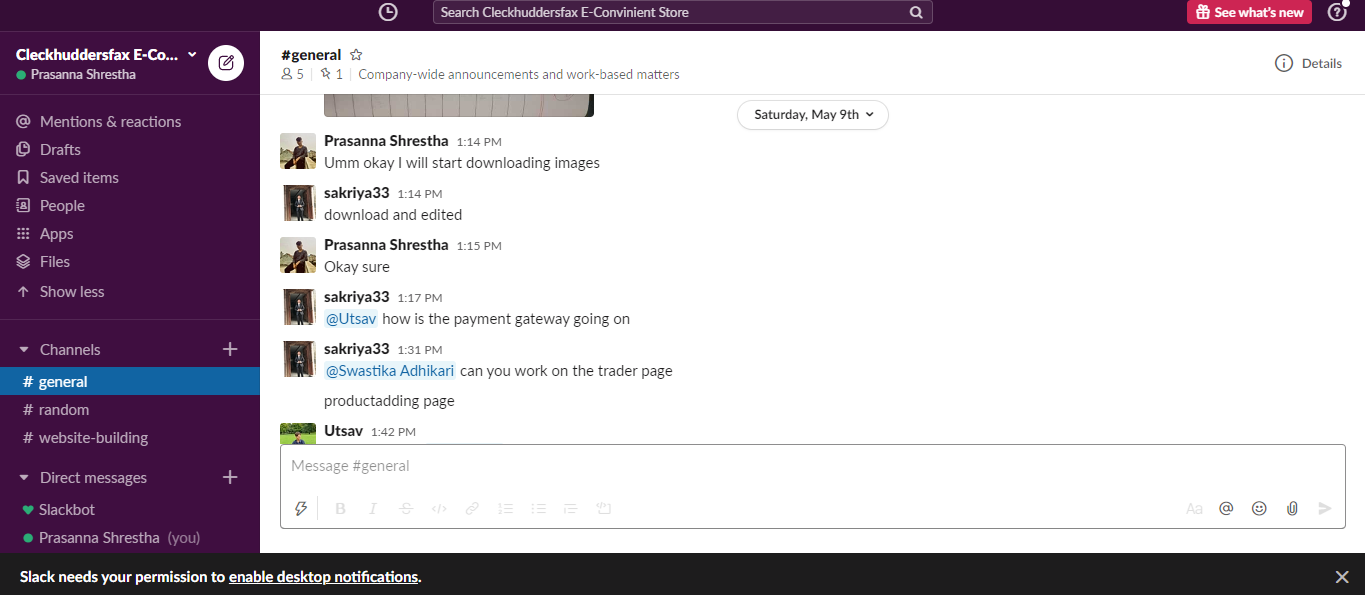 Search Cleckhuddersfax E-Convinient Store
See what's new
Cleckhuddersfax E-Co...
Prasanna Shrestha
Mentions & reactions
Drafts
Saved items
People
Apps
Files
Show less
Channels
# general
# random
# website-building
Direct messages
Slackbot
Prasanna Shrestha (you)
#general
5 | 1 | Company-wide announcements and work-based matters
Details
Saturday, May 9th
Prasanna Shrestha 1:14 PM
Umm okay I will start downloading images
sakriya33 1:14 PM
download and edited
Prasanna Shrestha 1:15 PM
Okay sure
sakriya33 1:17 PM
@Utsav how is the payment gateway going on
sakriya33 1:31 PM
@Swastika Adhikari can you work on the trader page
productadding page
Utsav 1:42 PM
Message #general
B I S </>
Aa @
Slack needs your permission to enable desktop notifications.